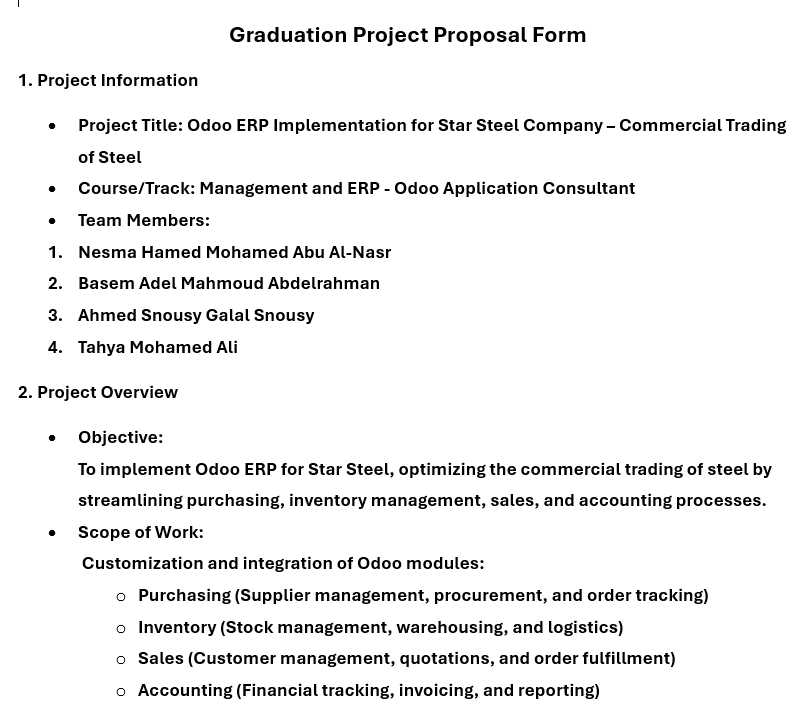 Graduation Project Proposal Form
1. Project Information
• Project Title: Odoo ERP Implementation for Star Steel Company – Commercial Trading
of Steel
• Course/Track: Management and ERP - Odoo Application Consultant
• Team Members:
1. Nesma Hamed Mohamed Abu Al-Nasr
2. Basem Adel Mahmoud Abdelrahman
3. Ahmed Snousy Galal Snousy
4. Tahya Mohamed Ali
2. Project Overview
• Objective:
To implement Odoo ERP for Star Steel, optimizing the commercial trading of steel by
streamlining purchasing, inventory management, sales, and accounting processes.
• Scope of Work:
Customization and integration of Odoo modules:
○ Purchasing (Supplier management, procurement, and order tracking)
○ Inventory (Stock management, warehousing, and logistics)
○ Sales (Customer management, quotations, and order fulfillment)
○ Accounting (Financial tracking, invoicing, and reporting)